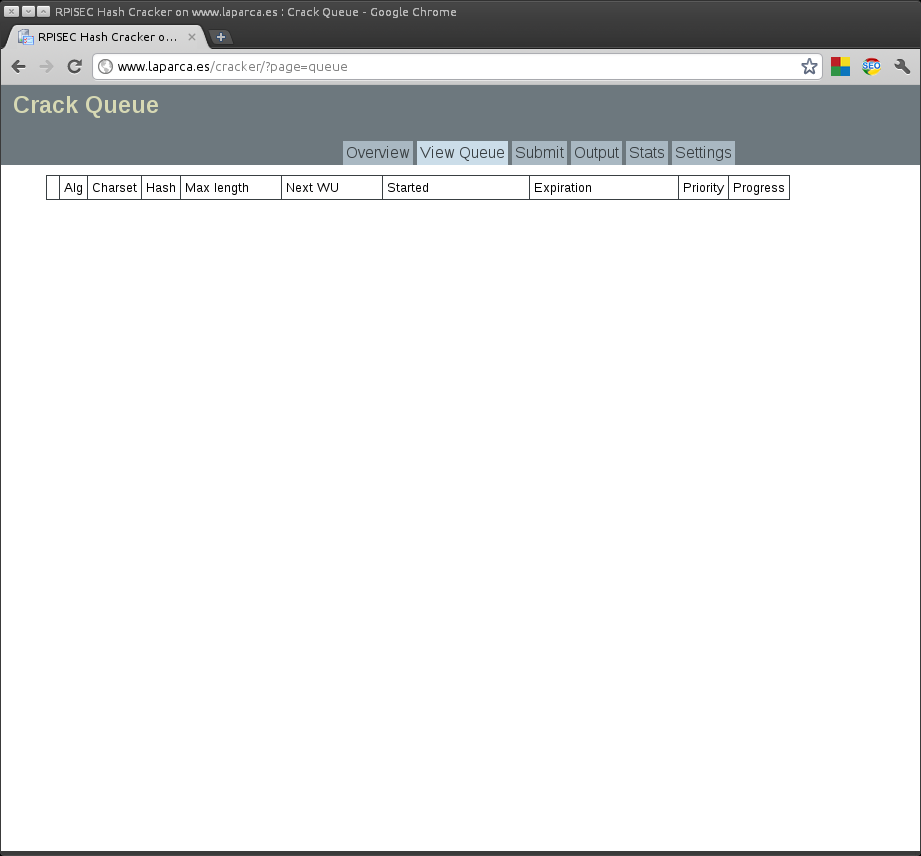 RPISEC Hash Cracker on www.laparca.es : Crack Queue - Google Chrome
RPISEC Hash Cracker o...
www.laparca.es/cracker/?page=queue
SEO
Crack Queue
Overview View Queue Submit Output Stats Settings
Alg Charset Hash Max length Next WU Started Expiration Priority Progress